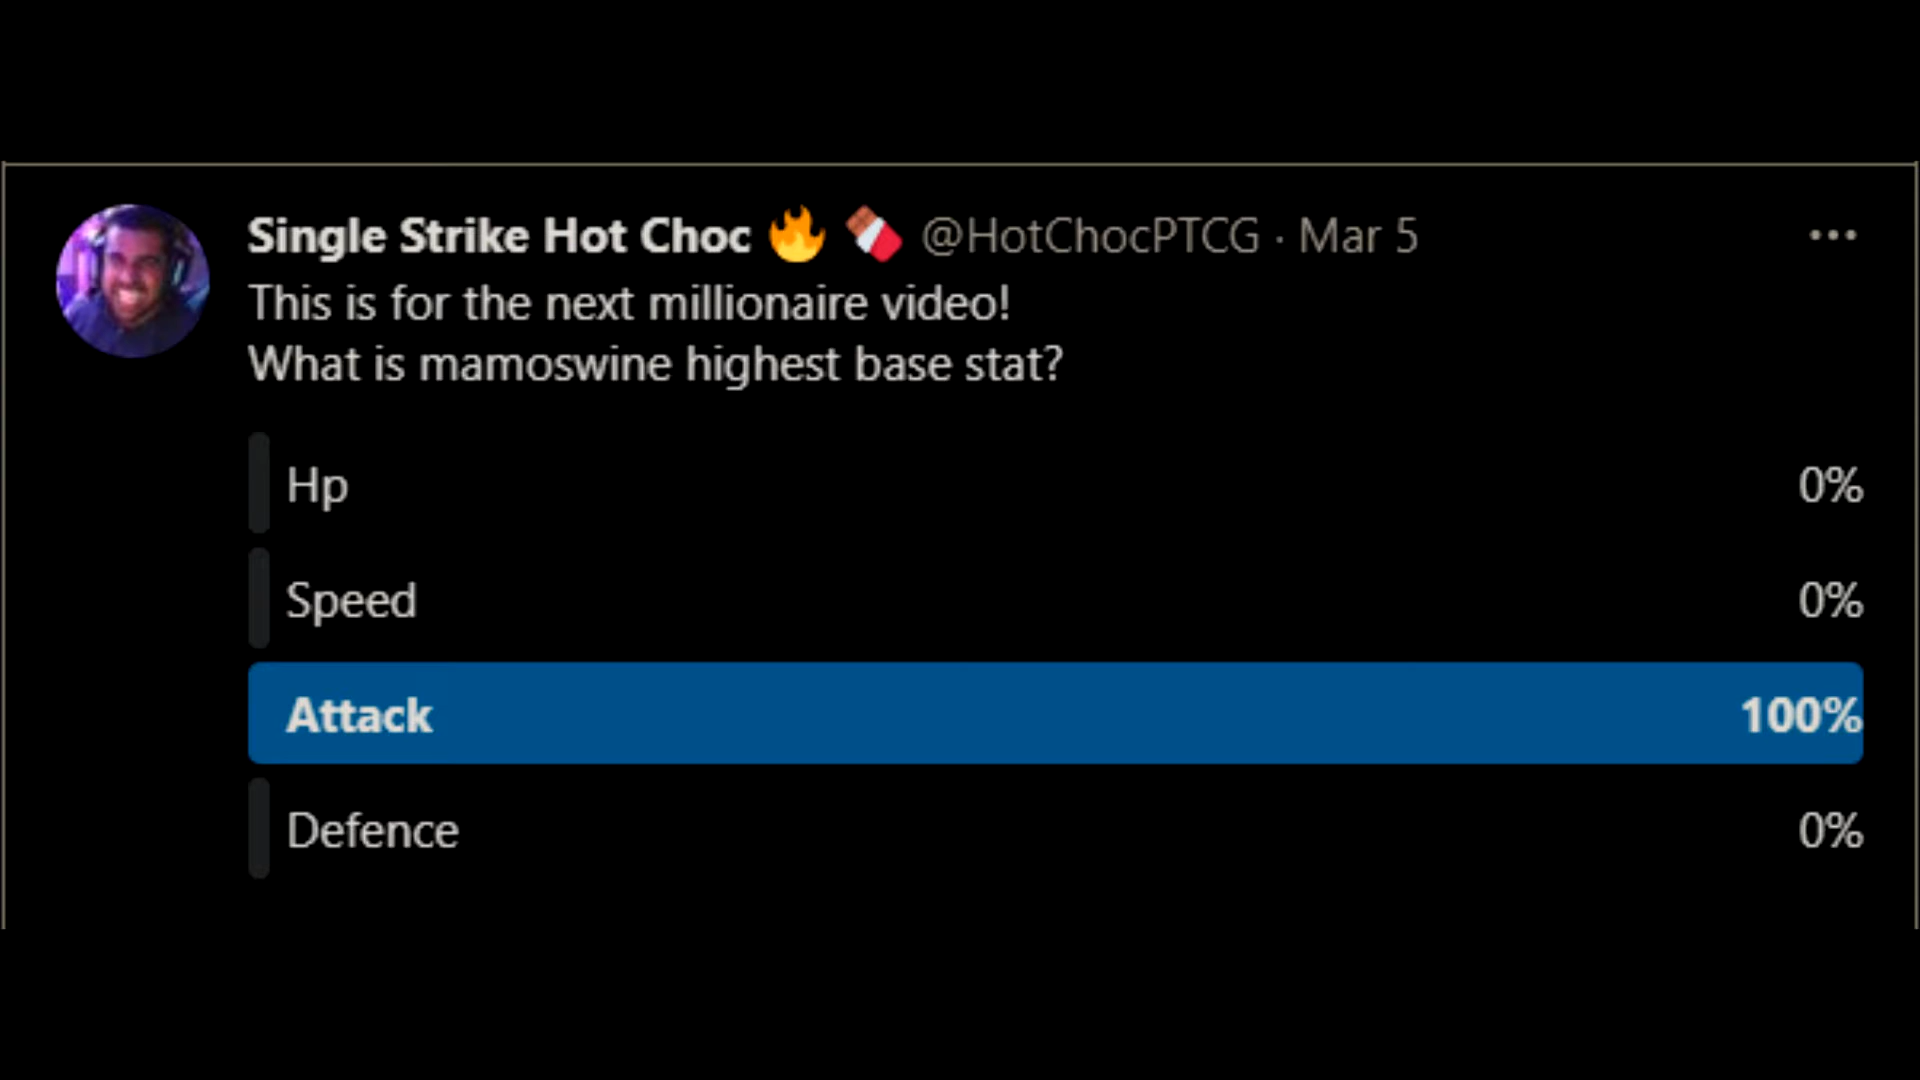 Single Strike Hot Choc 🔥 🍫 @HotChocPTCG · Mar 5
This is for the next millionaire video!
What is mamoswine highest base stat?
Hp 0%
Speed 0%
Attack 100%
Defence 0%